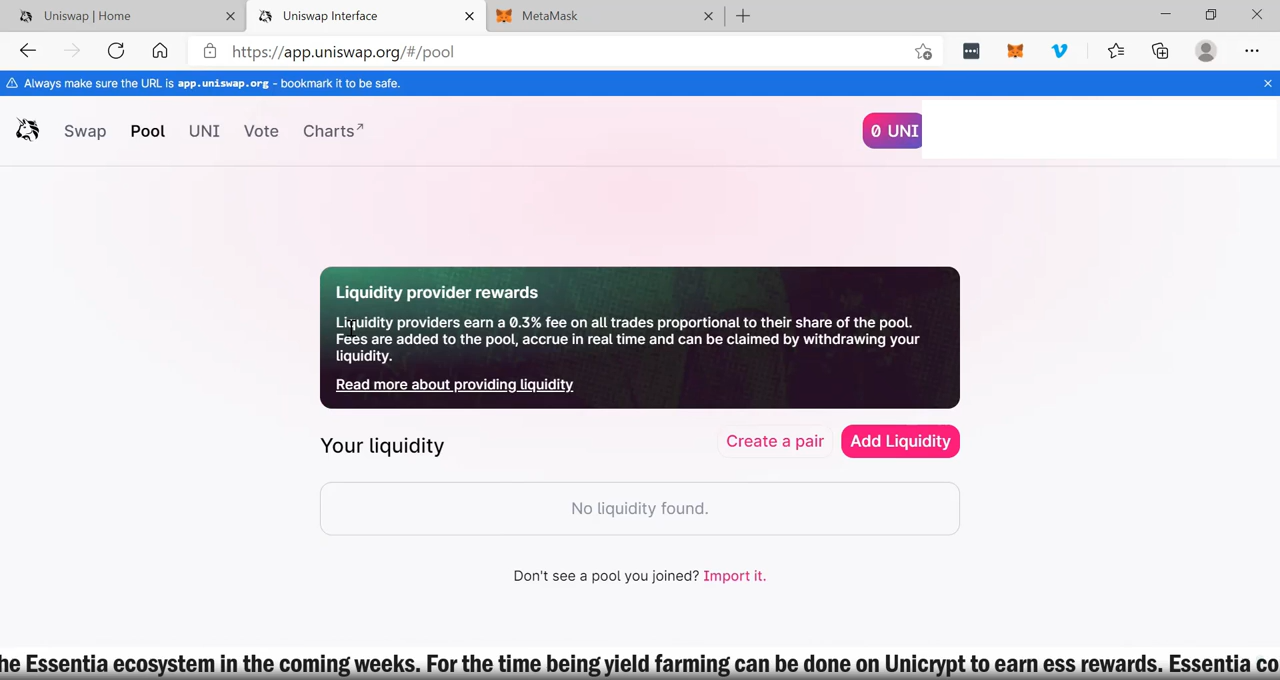 Uniswap | Home
Uniswap Interface
MetaMask
https://app.uniswap.org/#/pool
Always make sure the URL is app.uniswap.org - bookmark it to be safe.
Swap
Pool
UNI
Vote
Charts↗
0 UNI
Liquidity provider rewards
Liquidity providers earn a 0.3% fee on all trades proportional to their share of the pool.
Fees are added to the pool, accrue in real time and can be claimed by withdrawing your
liquidity.
Read more about providing liquidity
Your liquidity
Create a pair
Add Liquidity
No liquidity found.
Don't see a pool you joined? Import it.
he Essentia ecosystem in the coming weeks. For the time being yield farming can be done on Unicrypt to earn ess rewards. Essentia co